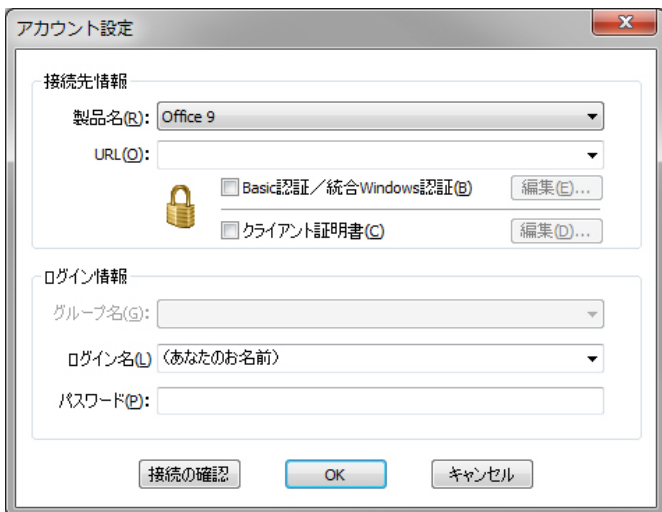 アカウント設定
接続先情報
製品名(R): Office 9
URL(O):
Basic認証／統合Windows認証(B) 編集(E)...
クライアント証明書(C) 編集(D)...
ログイン情報
グループ名(G):
ログイン名(L) (あなたのお名前)
パスワード(P):
接続の確認 OK キャンセル